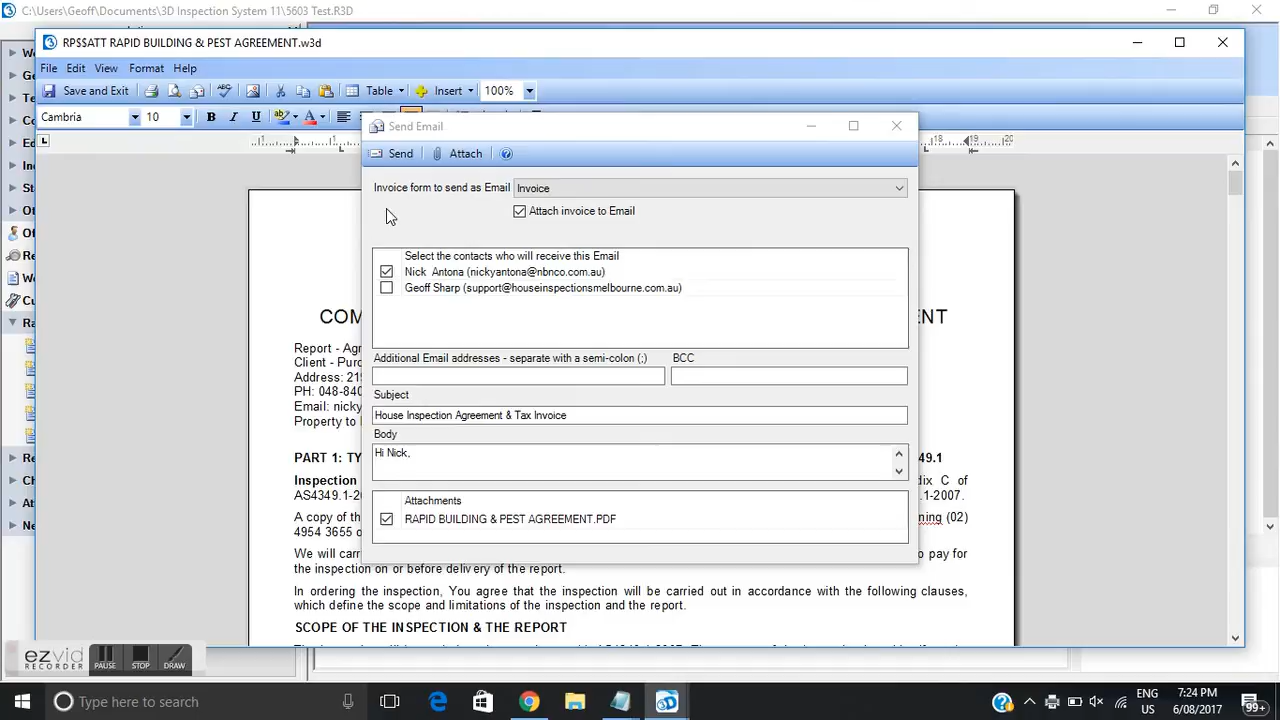 C:\Users\Geoff\Documents\3D Inspection System 11\5603 Test.R3D
RPS$ATT RAPID BUILDING & PEST AGREEMENT.w3d
File Edit View Format Help
Save and Exit Table Insert 100%
Cambria 10 B I U A
Send Email
Send Attach
Invoice form to send as Email Invoice
Attach invoice to Email
Select the contacts who will receive this Email
Nick Antona (nickyantona@nbnco.com.au)
Geoff Sharp (support@houseinspectionsmelbourne.com.au)
Additional Email addresses - separate with a semi-colon (;) BCC
Subject
House Inspection Agreement & Tax Invoice
Body
Hi Nick,
Attachments
RAPID BUILDING & PEST AGREEMENT.PDF
Report - Agr
Client - Purc
Address: 219
PH: 048-840
Email: nicky
Property to
PART 1: TY 49.1
Inspection dix C of
AS4349.1-20 .1-2007.
A copy of the ning (02)
4954 3655 o
We will carr o pay for
the inspection on or before delivery of the report.
In ordering the inspection, You agree that the inspection will be carried out in accordance with the following clauses,
which define the scope and limitations of the inspection and the report.
SCOPE OF THE INSPECTION & THE REPORT
ezvid
RECORDER
PAUSE STOP DRAW
Type here to search
ENG
US
7:24 PM
6/08/2017
99+